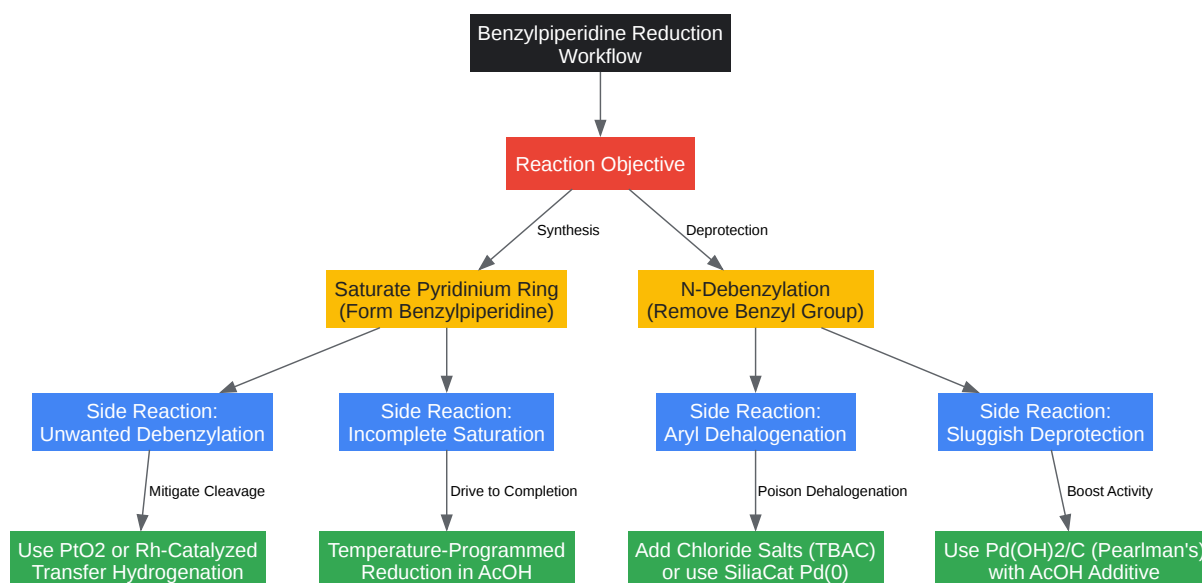 Benzylpiperidine Reduction
Workflow
Reaction Objective
Synthesis
Deprotection
Saturate Pyridinium Ring
(Form Benzylpiperidine)
N-Debenzylation
(Remove Benzyl Group)
Side Reaction:
Unwanted Debenzylation
Side Reaction:
Incomplete Saturation
Side Reaction:
Aryl Dehalogenation
Side Reaction:
Sluggish Deprotection
Mitigate Cleavage
Drive to Completion
Poison Dehalogenation
Boost Activity
Use PtO2 or Rh-Catalyzed
Transfer Hydrogenation
Temperature-Programmed
Reduction in AcOH
Add Chloride Salts (TBAC)
or use SiliaCat Pd(0)
Use Pd(OH)2/C (Pearlman's)
with AcOH Additive